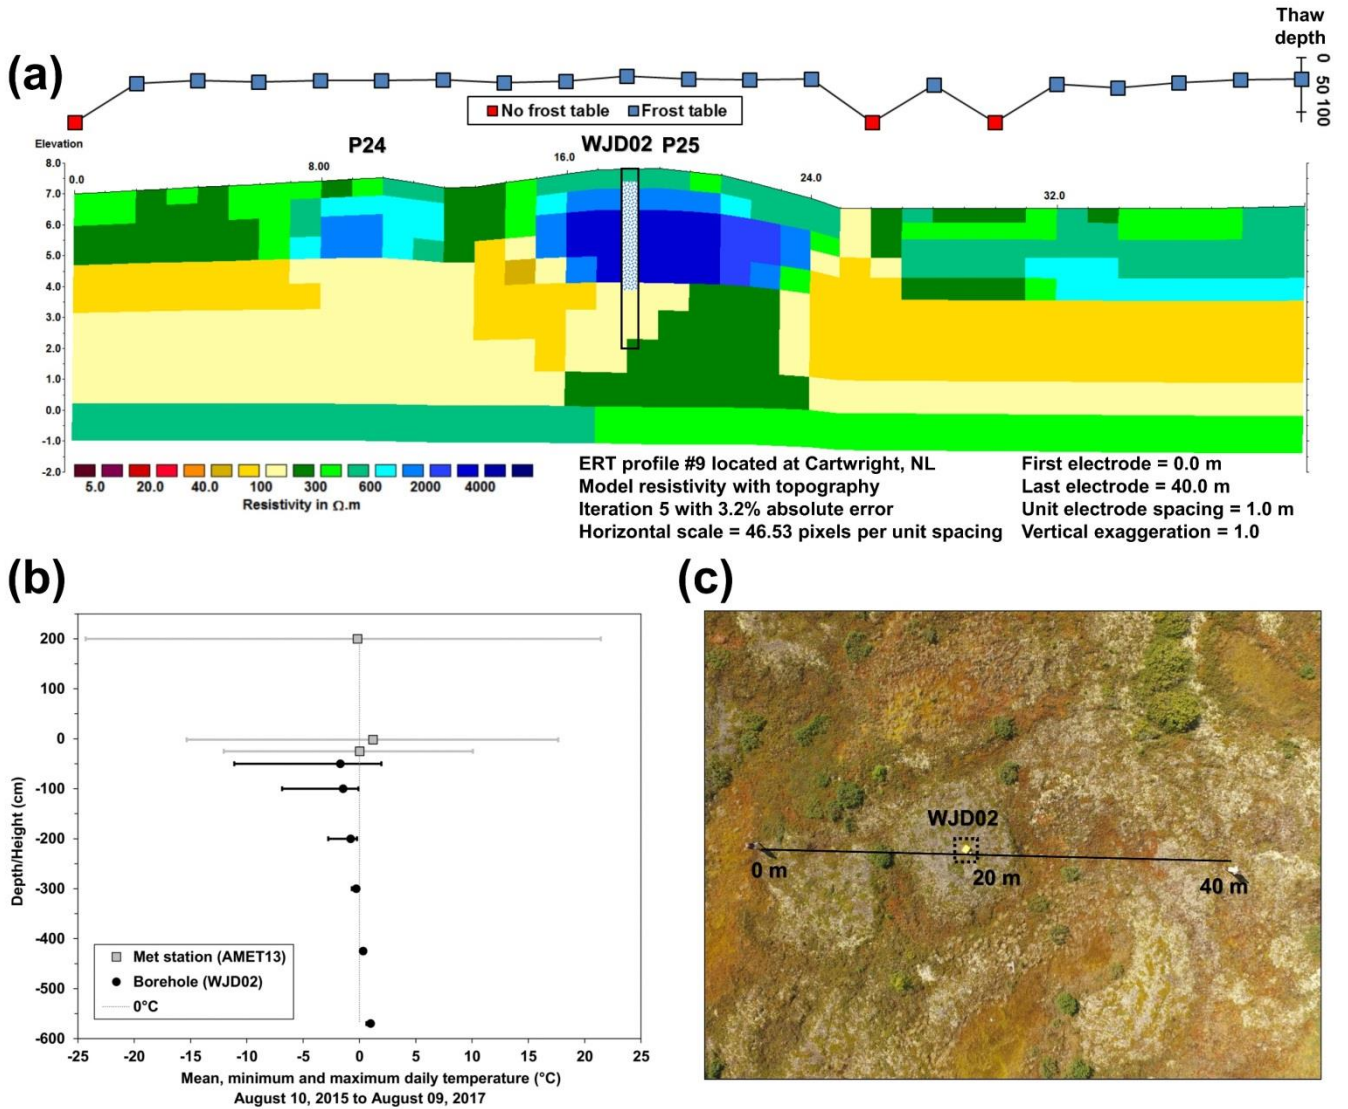 Thaw
depth
(a)
0
50
100
No frost table
Frost table
Elevation
P24
WJD02
P25
8.0
7.0
6.0
5.0
4.0
3.0
2.0
1.0
0.0
-1.0
-2.0
0.0
8.00
16.0
24.0
32.0
5.0 20.0 40.0 100 300 600 2000 4000
Resistivity in Ω.m
ERT profile #9 located at Cartwright, NL
Model resistivity with topography
Iteration 5 with 3.2% absolute error
Horizontal scale = 46.53 pixels per unit spacing
First electrode = 0.0 m
Last electrode = 40.0 m
Unit electrode spacing = 1.0 m
Vertical exaggeration = 1.0
(b)
Depth/Height (cm)
200
100
0
-100
-200
-300
-400
-500
-600
Met station (AMET13)
Borehole (WJD02)
0°C
-25 -20 -15 -10 -5 0 5 10 15 20 25
Mean, minimum and maximum daily temperature (°C)
August 10, 2015 to August 09, 2017
(c)
WJD02
0 m
20 m
40 m